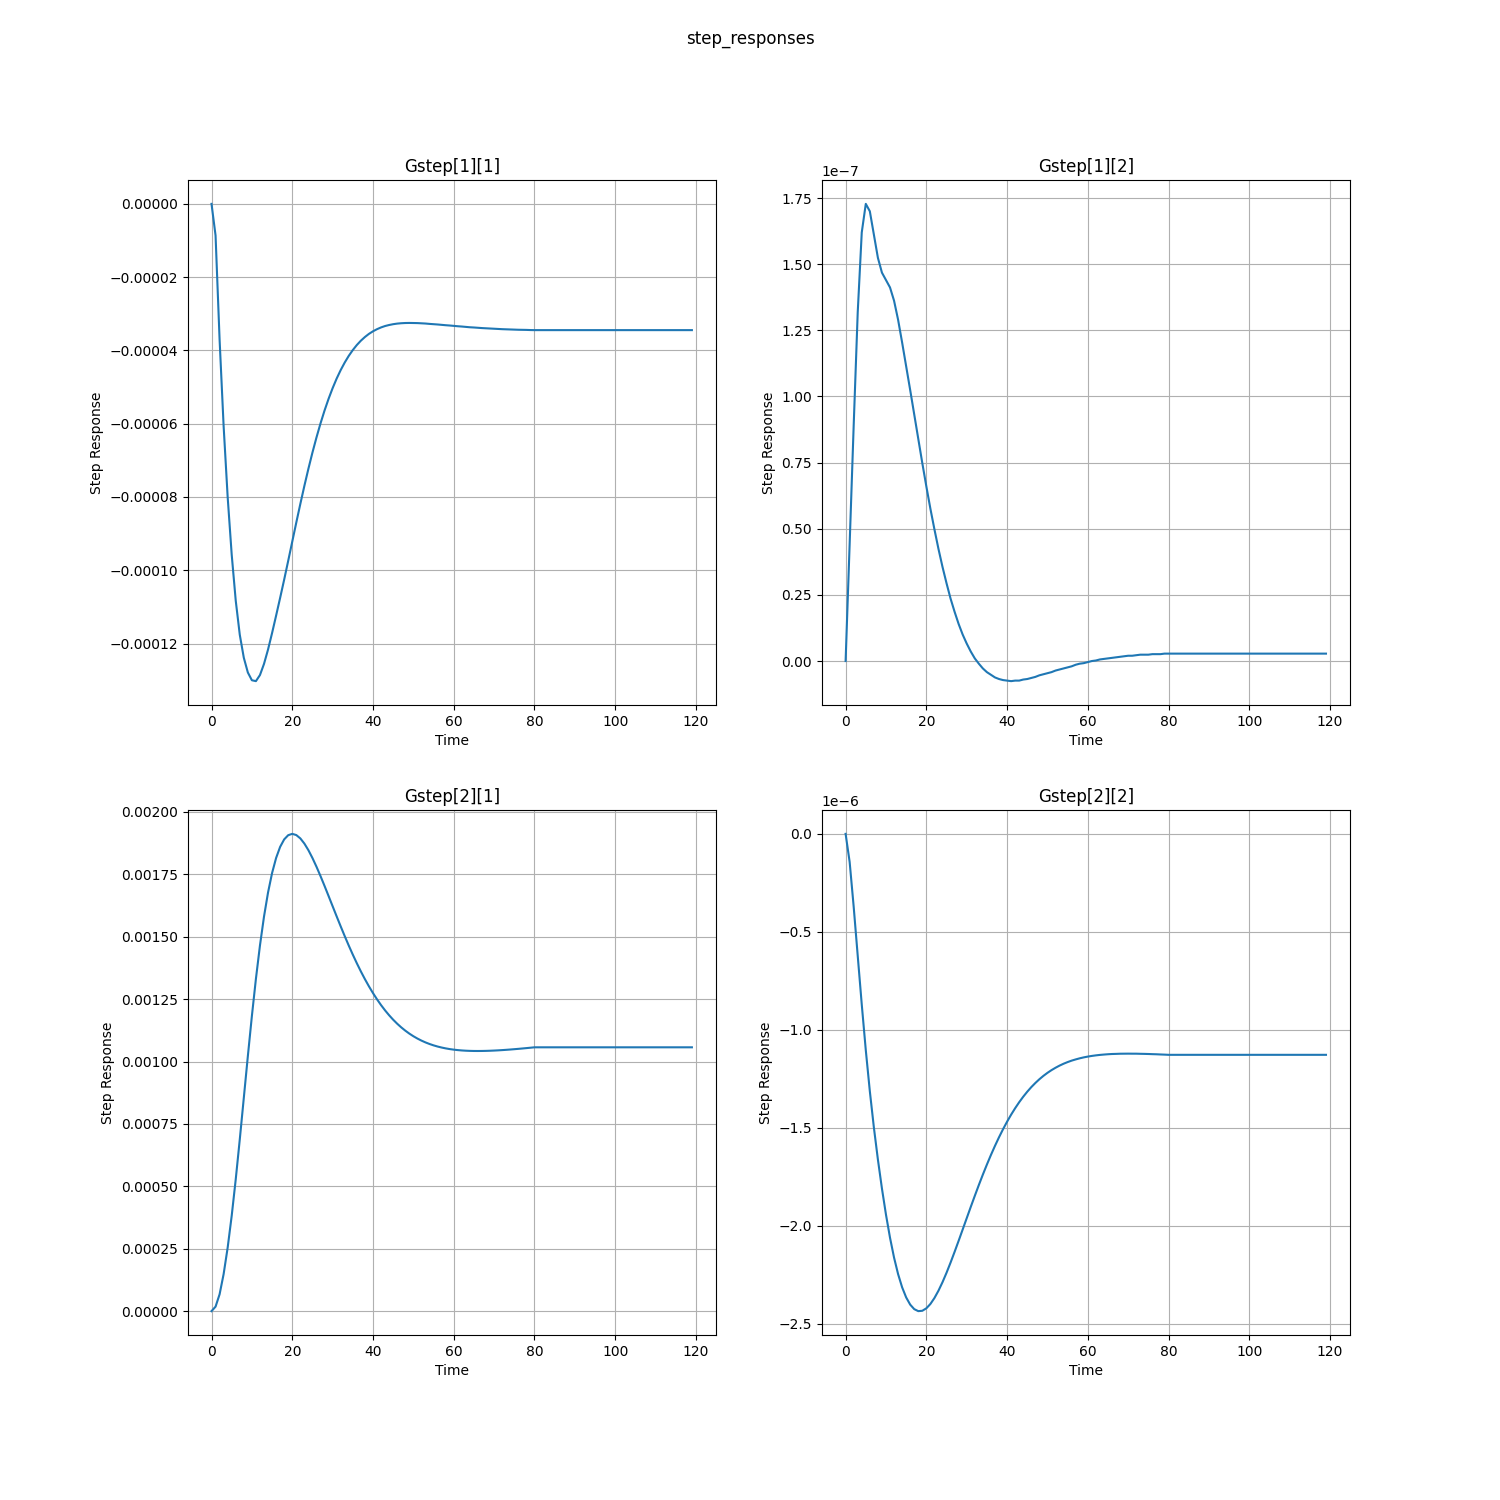 step_responses
Gstep[1][1]
0.00000
−0.00002
−0.00004
−0.00006
−0.00008
−0.00010
−0.00012
Step Response
0 20 40 60 80 100 120
Time
Gstep[1][2]
1e−7
1.75
1.50
1.25
1.00
0.75
0.50
0.25
0.00
Step Response
0 20 40 60 80 100 120
Time
Gstep[2][1]
0.00200
0.00175
0.00150
0.00125
0.00100
0.00075
0.00050
0.00025
0.00000
Step Response
0 20 40 60 80 100 120
Time
Gstep[2][2]
1e−6
0.0
−0.5
−1.0
−1.5
−2.0
−2.5
Step Response
0 20 40 60 80 100 120
Time